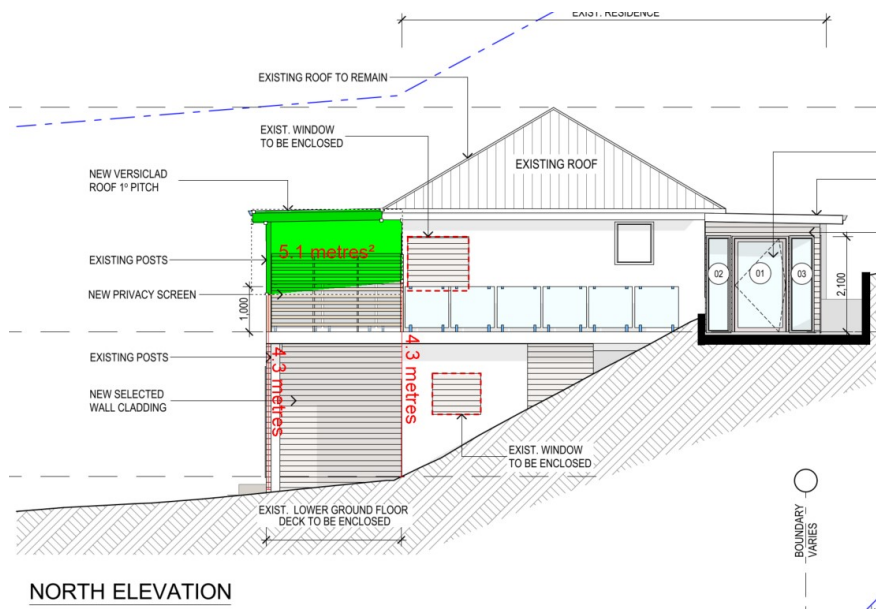 EXIST. RESIDENCE
EXISTING ROOF TO REMAIN
EXIST. WINDOW
TO BE ENCLOSED
EXISTING ROOF
NEW VERSICLAD
ROOF 1º PITCH
5.1 metres²
EXISTING POSTS
02
01
03
NEW PRIVACY SCREEN
1,000
2,100
EXISTING POSTS
4.3 metres
4.3 metres
NEW SELECTED
WALL CLADDING
EXIST. WINDOW
TO BE ENCLOSED
EXIST. LOWER GROUND FLOOR
DECK TO BE ENCLOSED
BOUNDARY
VARIES
NORTH ELEVATION